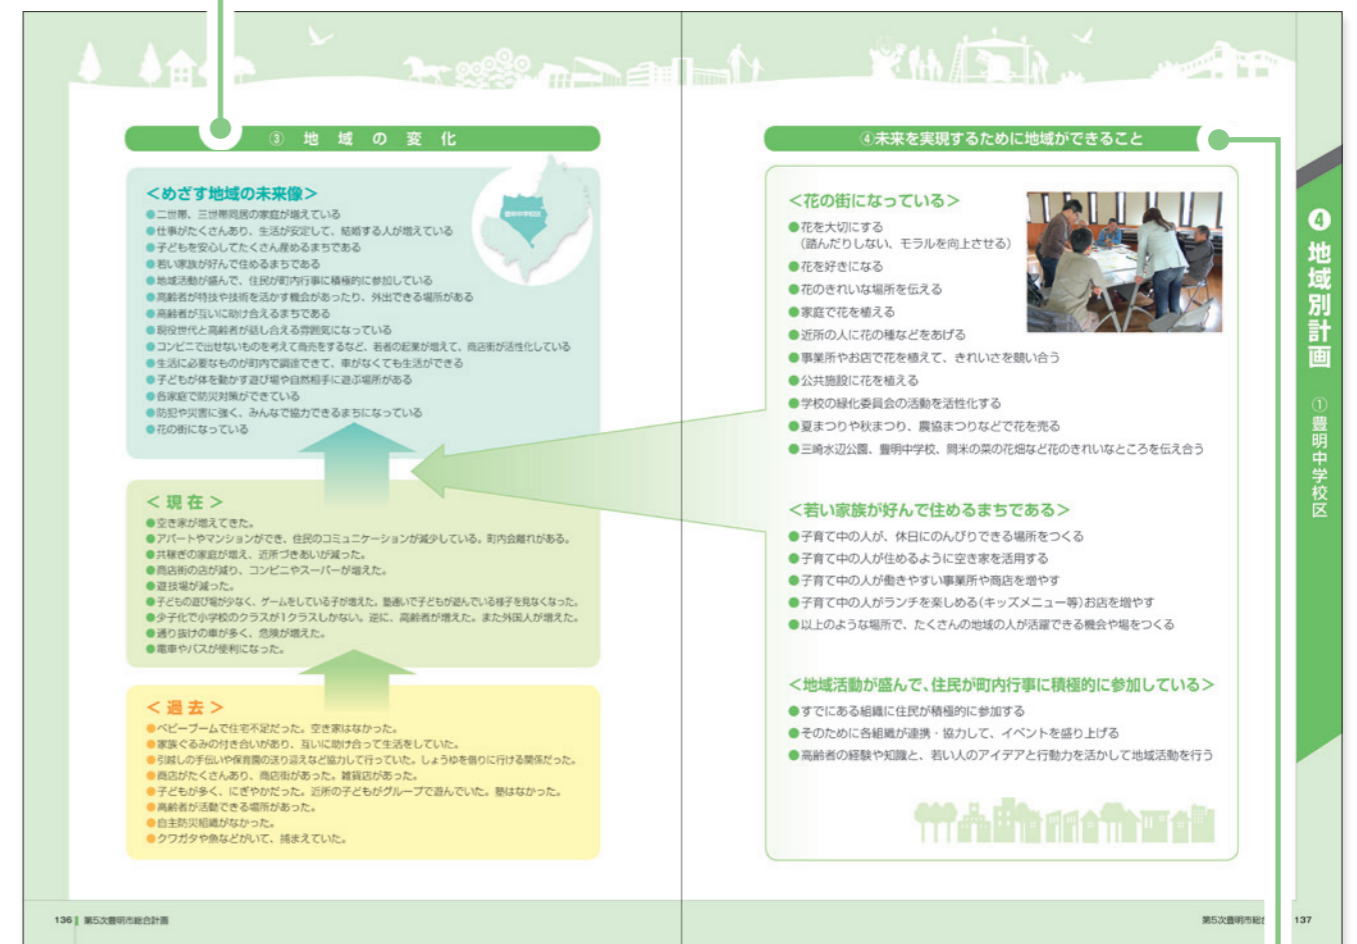 ③ 地域の変化
＜めざす地域の未来像＞
豊明中学校区
●二世帯、三世帯同居の家庭が増えている
●仕事がたくさんあり、生活が安定して、結婚する人が増えている
●子どもを安心してたくさん産めるまちである
●若い家族が好んで住めるまちである
●地域活動が盛んで、住民が町内行事に積極的に参加している
●高齢者が特技や技術を活かす機会があったり、外出できる場所がある
●高齢者が互いに助け合えるまちである
●現役世代と高齢者が話し合える雰囲気になっている
●コンビニで出せないものを考えて商売をするなど、若者の起業が増えて、商店街が活性化している
●生活に必要なものが町内で調達できて、車がなくても生活ができる
●子どもが体を動かす遊び場や自然相手に遊ぶ場所がある
●各家庭で防災対策ができている
●防犯や災害に強く、みんなで協力できるまちになっている
●花の街になっている
＜現在＞
●空き家が増えてきた。
●アパートやマンションができ、住民のコミュニケーションが減少している。町内会離れがある。
●共稼ぎの家庭が増え、近所づきあいが減った。
●商店街の店が減り、コンビニやスーパーが増えた。
●遊技場が減った。
●子どもの遊び場が少なく、ゲームをしている子が増えた。塾通いで子どもが遊んでいる様子を見なくなった。
●少子化で小学校のクラスが1クラスしかない。逆に、高齢者が増えた。また外国人が増えた。
●通り抜けの車が多く、危険が増えた。
●電車やバスが便利になった。
＜過去＞
●ベビーブームで住宅不足だった。空き家はなかった。
●家族ぐるみの付き合いがあり、互いに助け合って生活をしていた。
●引越しの手伝いや保育園の送り迎えなど協力して行っていた。しょうゆを借りに行ける関係だった。
●商店がたくさんあり、商店街があった。雑貨店があった。
●子どもが多く、にぎやかだった。近所の子どもがグループで遊んでいた。塾はなかった。
●高齢者が活動できる場所があった。
●自主防災組織がなかった。
●クワガタや魚などがいて、捕まえていた。
136 第5次豊明市総合計画
④未来を実現するために地域ができること
＜花の街になっている＞
●花を大切にする
（踏んだりしない、モラルを向上させる）
●花を好きになる
●花のきれいな場所を伝える
●家庭で花を植える
●近所の人に花の種などをあげる
●事業所やお店で花を植えて、きれいさを競い合う
●公共施設に花を植える
●学校の緑化委員会の活動を活性化する
●夏まつりや秋まつり、農協まつりなどで花を売る
●三崎水辺公園、豊明中学校、間米の菜の花畑など花のきれいなところを伝え合う
＜若い家族が好んで住めるまちである＞
●子育て中の人が、休日にのんびりできる場所をつくる
●子育て中の人が住めるように空き家を活用する
●子育て中の人が働きやすい事業所や商店を増やす
●子育て中の人がランチを楽しめる(キッズメニュー等)お店を増やす
●以上のような場所で、たくさんの地域の人が活躍できる機会や場をつくる
＜地域活動が盛んで、住民が町内行事に積極的に参加している＞
●すでにある組織に住民が積極的に参加する
●そのために各組織が連携・協力して、イベントを盛り上げる
●高齢者の経験や知識と、若い人のアイデアと行動力を活かして地域活動を行う
❹ 地域別計画
①豊明中学校区
第5次豊明市総 137